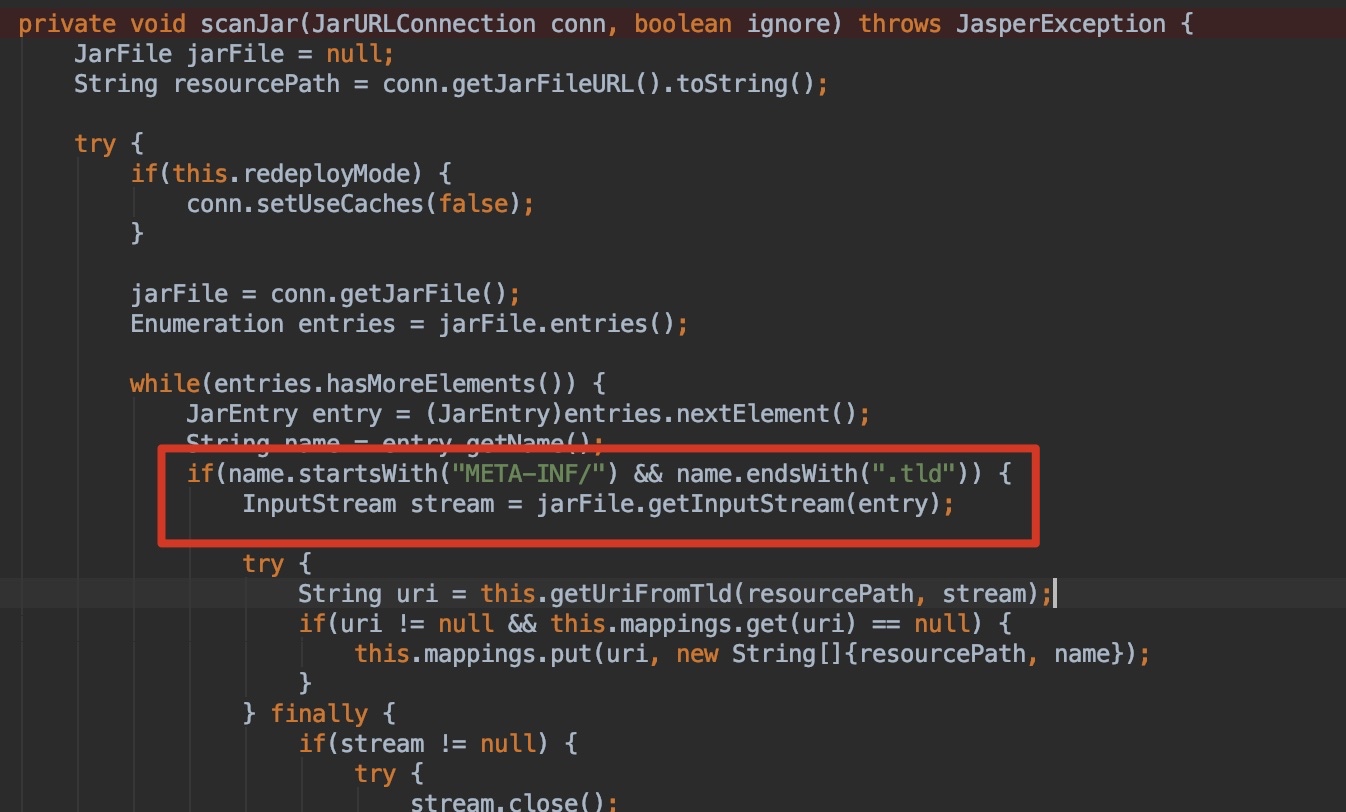 private void scanJar(JarURLConnection conn, boolean ignore) throws JasperException {
    JarFile jarFile = null;
    String resourcePath = conn.getJarFileURL().toString();

    try {
        if(this.redeployMode) {
            conn.setUseCaches(false);
        }

        jarFile = conn.getJarFile();
        Enumeration entries = jarFile.entries();

        while(entries.hasMoreElements()) {
            JarEntry entry = (JarEntry)entries.nextElement();
            String name = entry.getName();
            if(name.startsWith("META-INF/") && name.endsWith(".tld")) {
                InputStream stream = jarFile.getInputStream(entry);

                try {
                    String uri = this.getUriFromTld(resourcePath, stream);
                    if(uri != null && this.mappings.get(uri) == null) {
                        this.mappings.put(uri, new String[]{resourcePath, name});
                    }
                } finally {
                    if(stream != null) {
                        try {
                            stream.close();